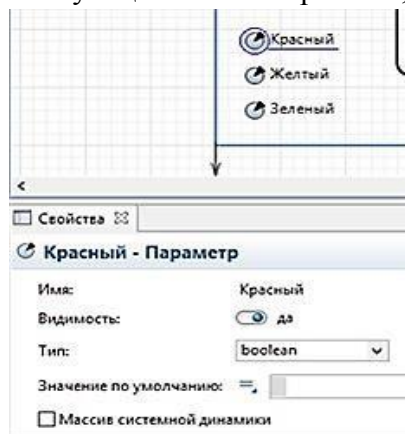 Красный
Желтый
Зеленый
<
Свойства
Красный - Параметр
Имя: Красный
Видимость: да
Тип: boolean
Значение по умолчанию:
Массив системной динамики